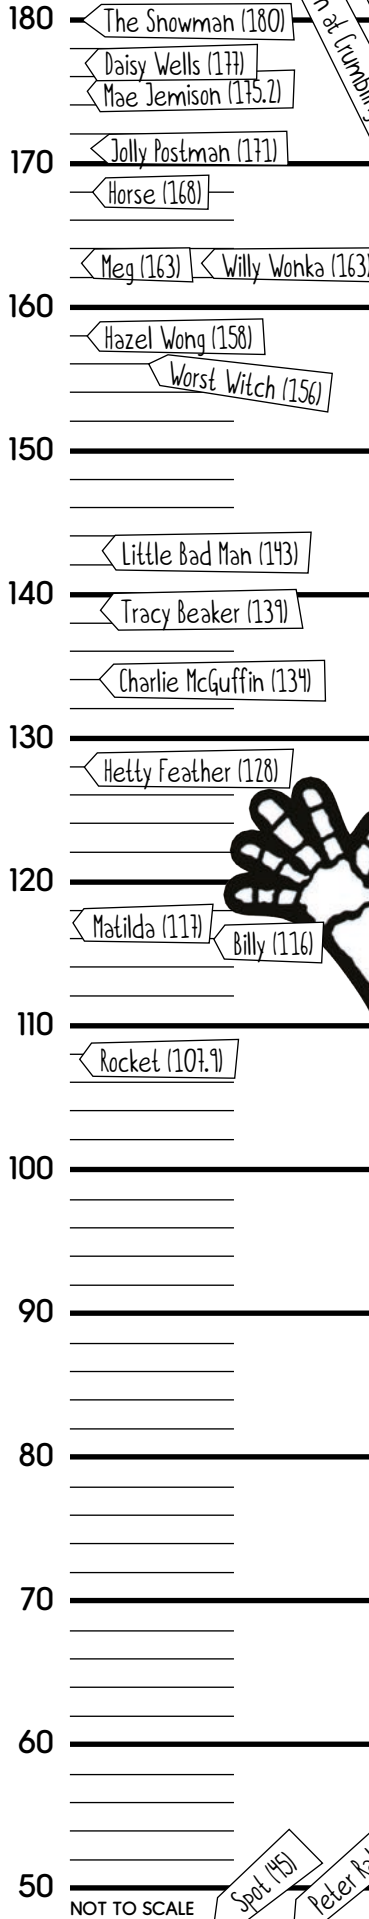 180
The Snowman (180)
at Crumbling
Daisy Wells (177)
Mae Jemison (175.2)
Jolly Postman (171)
170
Horse (168)
Meg (163)
Willy Wonka (163)
160
Hazel Wong (158)
Worst Witch (156)
150
Little Bad Man (143)
140
Tracy Beaker (139)
Charlie McGuffin (134)
130
Hetty Feather (128)
120
Matilda (117)
Billy (116)
110
Rocket (107.9)
100
90
80
70
60
50
Spot (45)
Peter
NOT TO SCALE